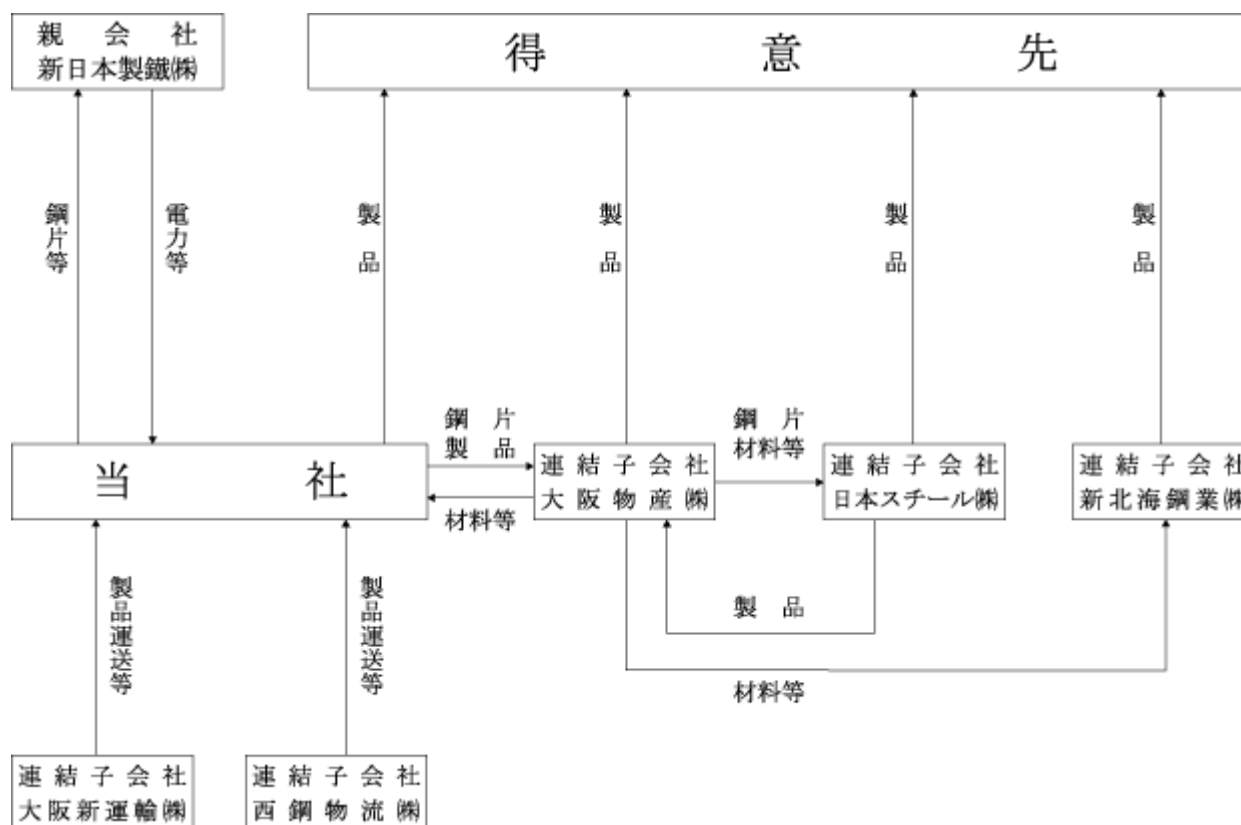 親会社
新日本製鐵㈱
得意先
鋼片等
電力等
製品
製品
製品
製品
当社
鋼片
製品
材料等
連結子会社
大阪物産㈱
鋼片
材料等
連結子会社
日本スチール㈱
連結子会社
新北海鋼業㈱
製品
材料等
製品運送等
製品運送等
連結子会社
大阪新運輸㈱
連結子会社
西鋼物流㈱